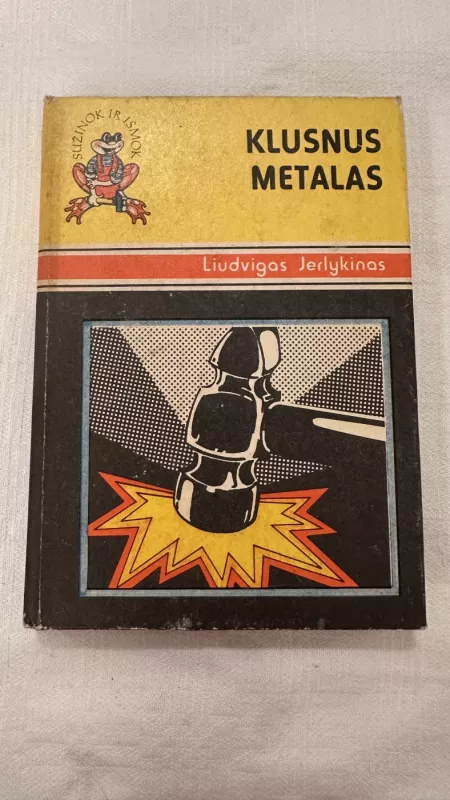 SUŽINOK IR IŠMOK
KLUSNUS
METALAS
Liudvigas Jerlykinas